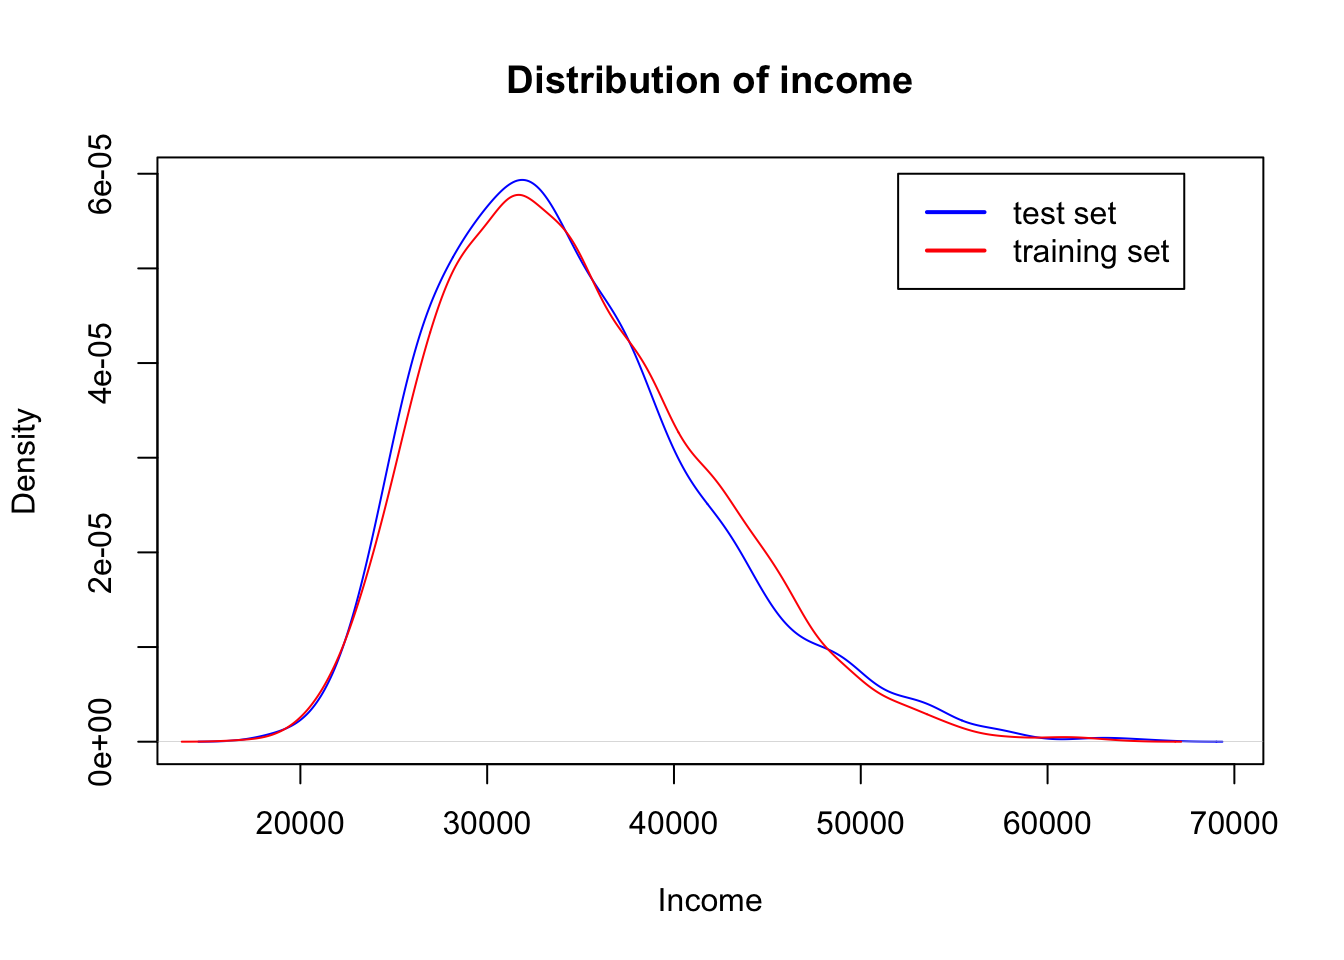 Distribution of income
6e-05
4e-05
2e-05
0e+00
Density
test set
training set
20000 30000 40000 50000 60000 70000
Income